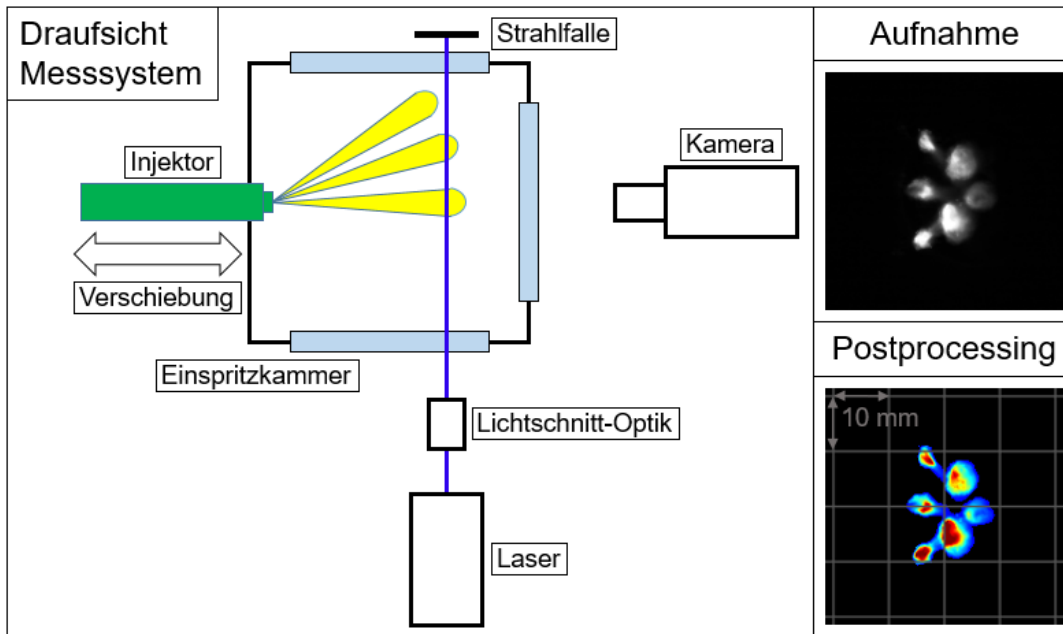 Draufsicht
Messsystem
Strahlfalle
Injektor
Kamera
Verschiebung
Einspritzkammer
Lichtschnitt-Optik
Laser
Aufnahme
Postprocessing
10 mm